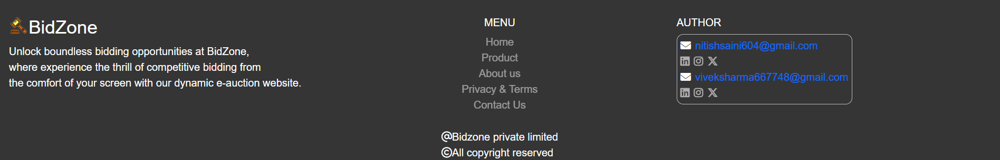 BidZone
Unlock boundless bidding opportunities at BidZone,
where experience the thrill of competitive bidding from
the comfort of your screen with our dynamic e-auction website.
MENU
Home
Product
About us
Privacy & Terms
Contact Us
AUTHOR
nitishsaini604@gmail.com
viveksharma667748@gmail.com
@Bidzone private limited
©All copyright reserved